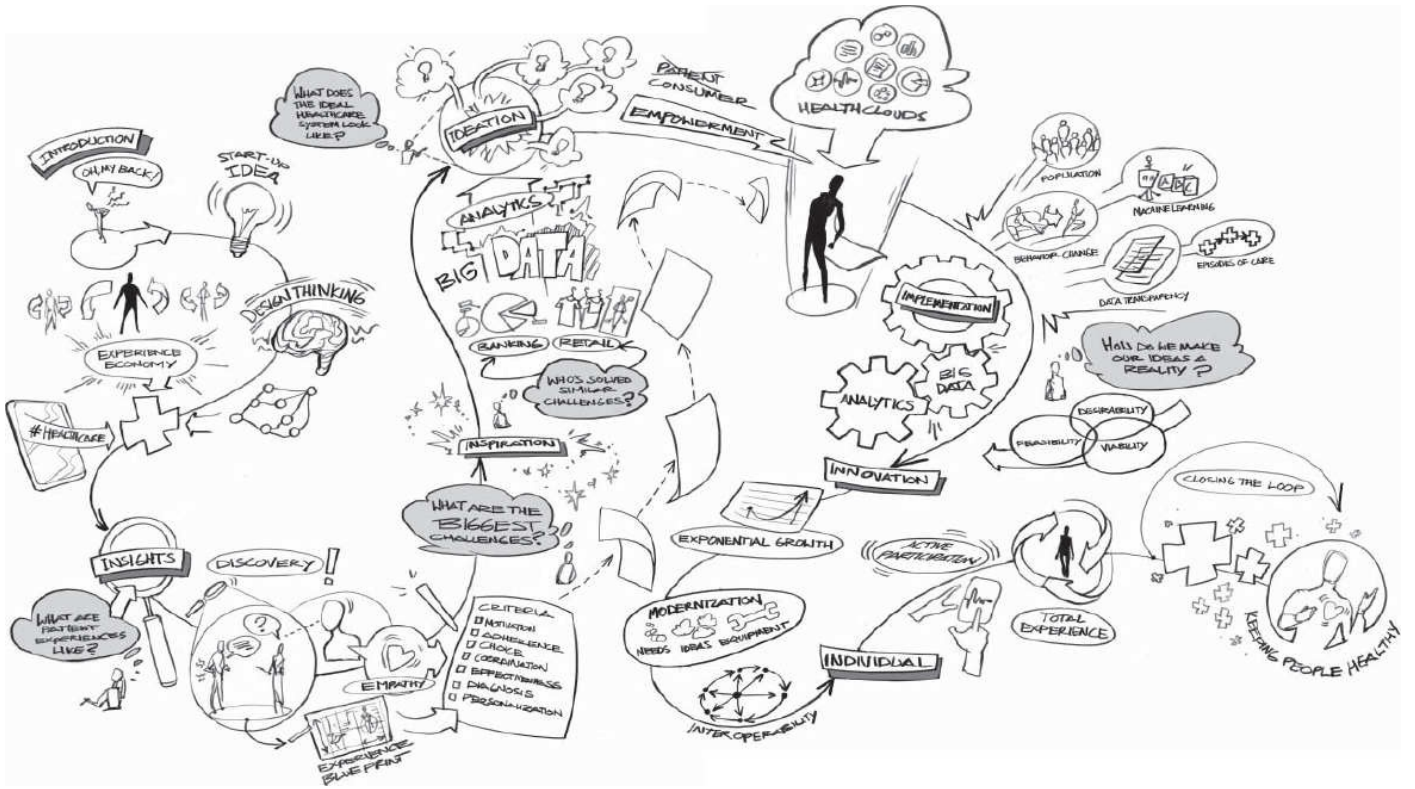 INTRODUCTION
OH, MY BACK!
START-UP
IDEA
DESIGN THINKING
EXPERIENCE
ECONOMY
#HEALTHCARE
INSIGHTS
WHAT ARE
PATIENT
EXPERIENCES
LIKE?
DISCOVERY!
?
EMPATHY
EXPERIENCE
BLUEPRINT
CRITERIA
MOTIVATION
ADHERENCE
CHOICE
COORDINATION
EFFECTIVENESS
DIAGNOSIS
PERSONALIZATION
WHAT ARE THE
BIGGEST
CHALLENGES?
INSPIRATION
WHO'S SOLVED
SIMILAR
CHALLENGES?
BANKING
RETAIL
BIG DATA
ANALYTICS
WHAT DOES
THE IDEAL
HEALTHCARE
SYSTEM LOOK
LIKE?
IDEATION
PATIENT
CONSUMER
EMPOWERMENT
HEALTHCLOUDS
POPULATION
MACHINE LEARNING
A B C
BEHAVIOR CHANGE
EPISODES OF CARE
DATA TRANSPARENCY
IMPLEMENTATION
BIG
DATA
ANALYTICS
HOW DO WE MAKE
OUR IDEAS A
REALITY?
DESIRABILITY
FEASIBILITY
VIABILITY
INNOVATION
EXPONENTIAL GROWTH
MODERNIZATION
NEEDS IDEAS EQUIPMENT
INTEROPERABILITY
INDIVIDUAL
ACTIVE
PARTICIPATION
TOTAL
EXPERIENCE
CLOSING THE LOOP
KEEPING PEOPLE HEALTHY